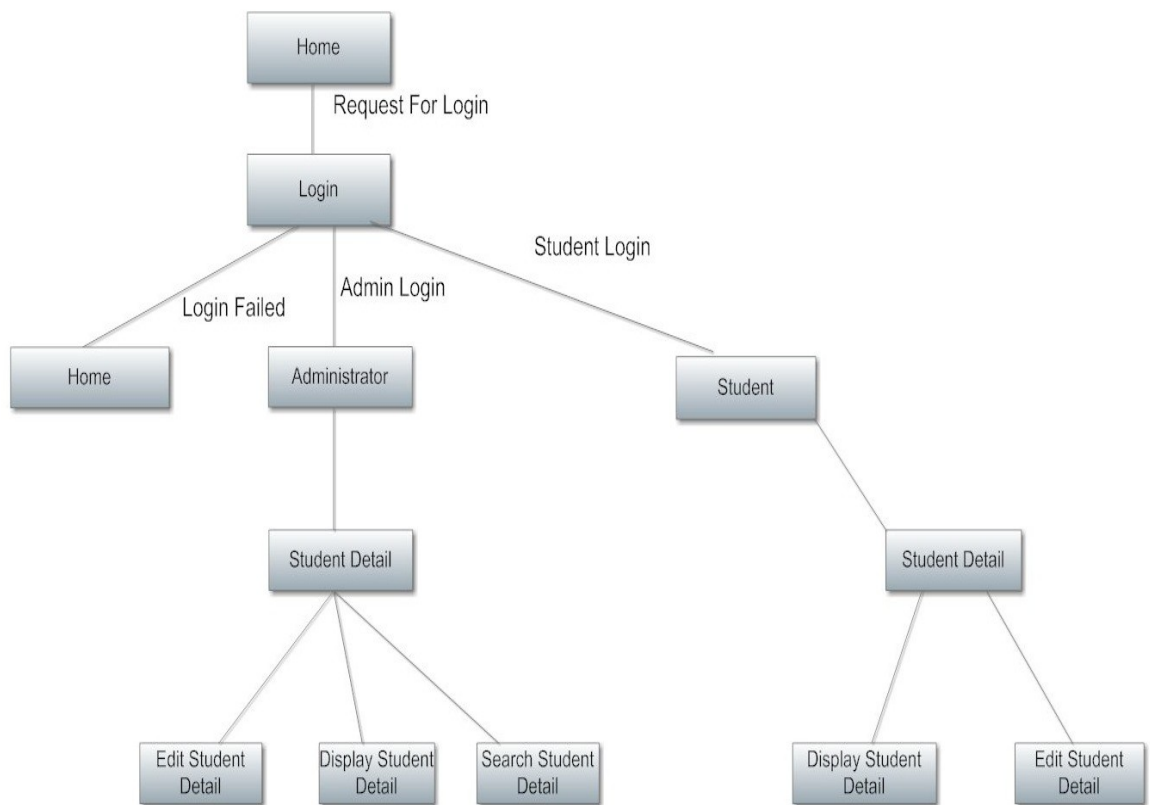 Home
Request For Login
Login
Student Login
Admin Login
Login Failed
Home
Administrator
Student
Student Detail
Student Detail
Edit Student
Detail
Display Student
Detail
Search Student
Detail
Display Student
Detail
Edit Student
Detail